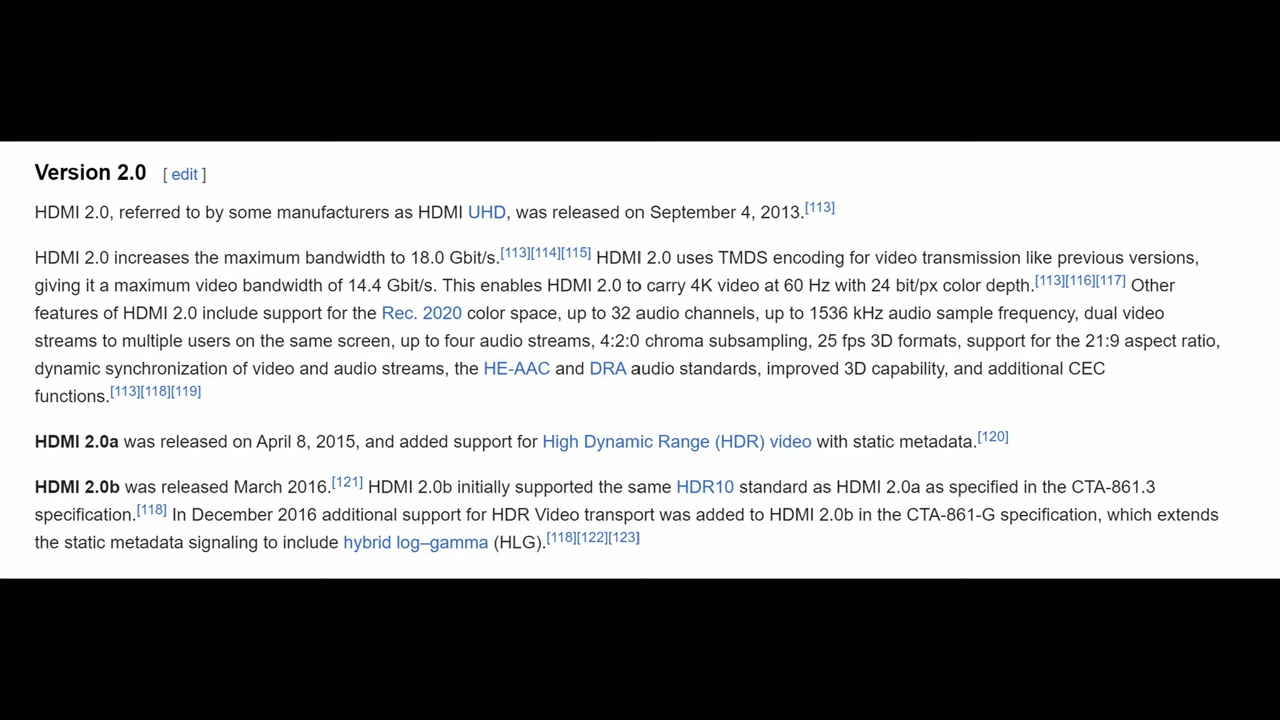 Version 2.0 [ edit ]
HDMI 2.0, referred to by some manufacturers as HDMI UHD, was released on September 4, 2013.[113]
HDMI 2.0 increases the maximum bandwidth to 18.0 Gbit/s.[113][114][115] HDMI 2.0 uses TMDS encoding for video transmission like previous versions,
giving it a maximum video bandwidth of 14.4 Gbit/s. This enables HDMI 2.0 to carry 4K video at 60 Hz with 24 bit/px color depth.[113][116][117] Other
features of HDMI 2.0 include support for the Rec. 2020 color space, up to 32 audio channels, up to 1536 kHz audio sample frequency, dual video
streams to multiple users on the same screen, up to four audio streams, 4:2:0 chroma subsampling, 25 fps 3D formats, support for the 21:9 aspect ratio,
dynamic synchronization of video and audio streams, the HE-AAC and DRA audio standards, improved 3D capability, and additional CEC
functions.[113][118][119]
HDMI 2.0a was released on April 8, 2015, and added support for High Dynamic Range (HDR) video with static metadata.[120]
HDMI 2.0b was released March 2016.[121] HDMI 2.0b initially supported the same HDR10 standard as HDMI 2.0a as specified in the CTA-861.3
specification.[118] In December 2016 additional support for HDR Video transport was added to HDMI 2.0b in the CTA-861-G specification, which extends
the static metadata signaling to include hybrid log–gamma (HLG).[118][122][123]